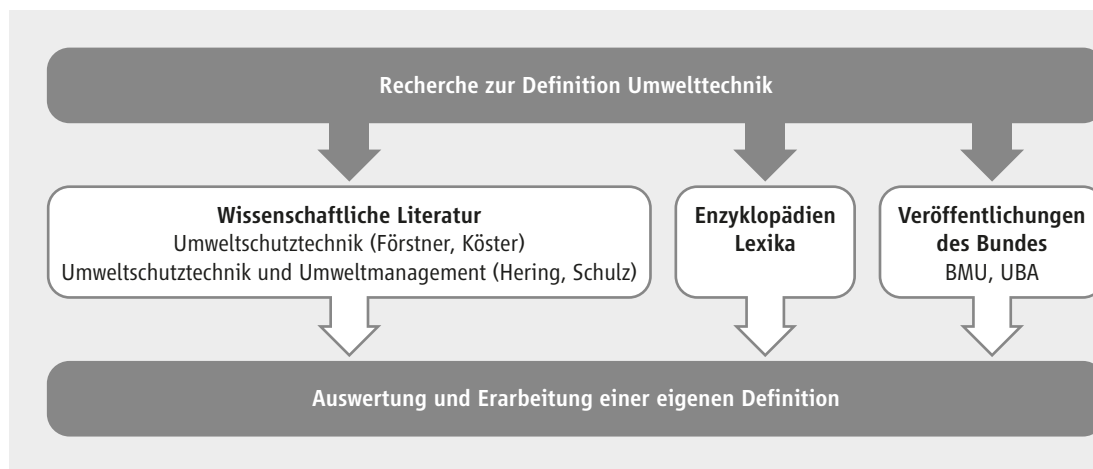 Recherche zur Definition Umwelttechnik
Wissenschaftliche Literatur
Umweltschutztechnik (Förstner, Köster)
Umweltschutztechnik und Umweltmanagement (Hering, Schulz)
Enzyklopädien
Lexika
Veröffentlichungen
des Bundes
BMU, UBA
Auswertung und Erarbeitung einer eigenen Definition